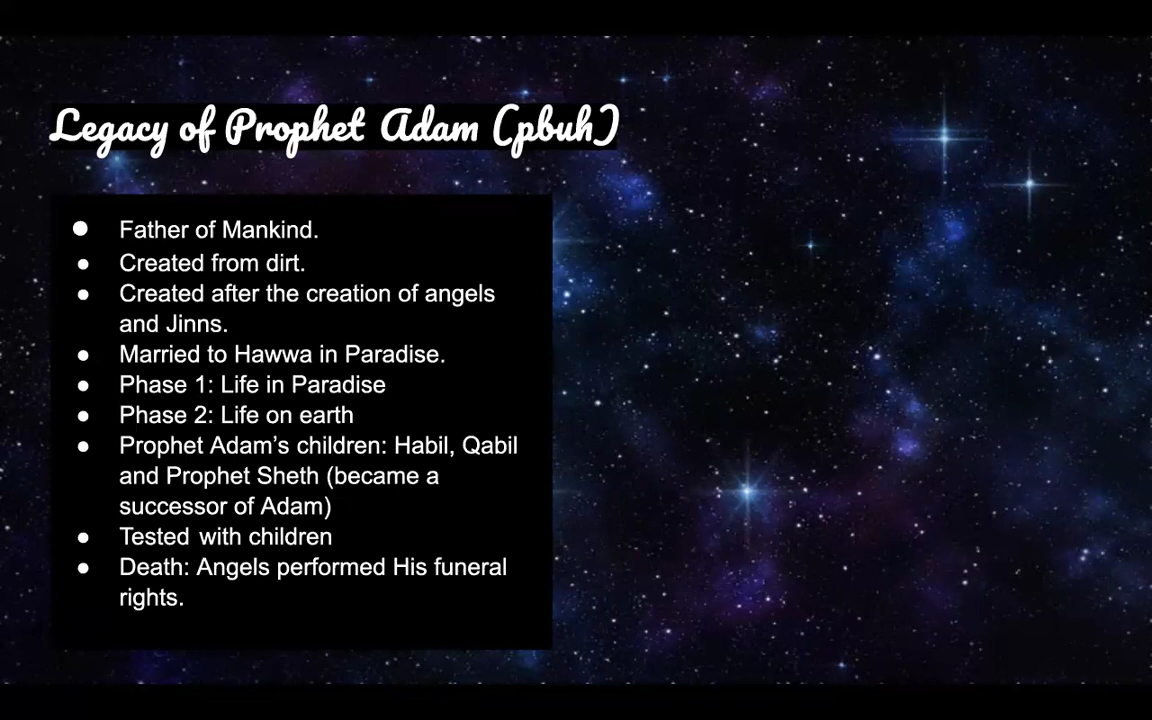 Legacy of Prophet Adam (pbuh)
● Father of Mankind.
● Created from dirt.
● Created after the creation of angels
and Jinns.
● Married to Hawwa in Paradise.
● Phase 1: Life in Paradise
● Phase 2: Life on earth
● Prophet Adam’s children: Habil, Qabil
and Prophet Sheth (became a
successor of Adam)
● Tested with children
● Death: Angels performed His funeral
rights.